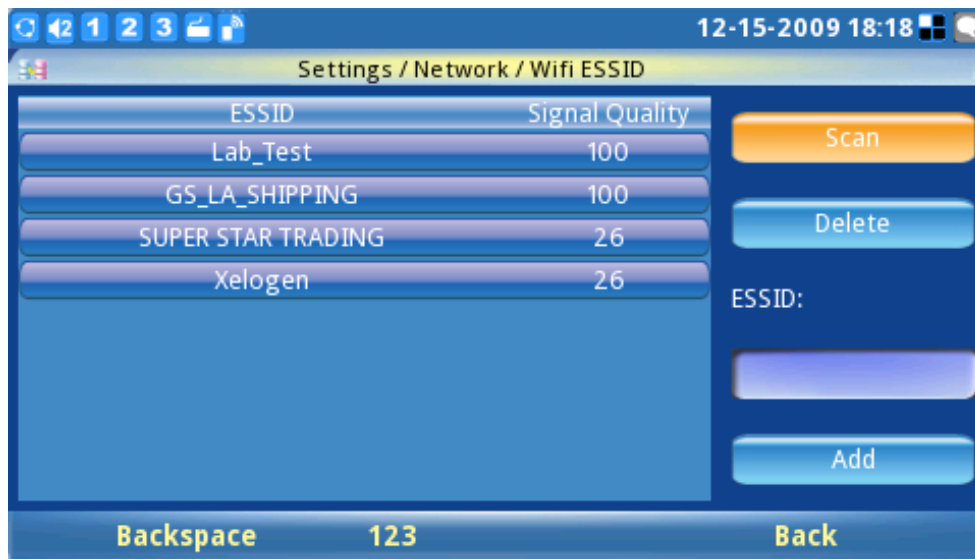 2 1 2 3 12-15-2009 18:18
Settings / Network / Wifi ESSID
ESSID Signal Quality
Lab_Test 100
GS_LA_SHIPPING 100
SUPER STAR TRADING 26
Xelogen 26
Scan
Delete
ESSID:
Add
Backspace 123 Back